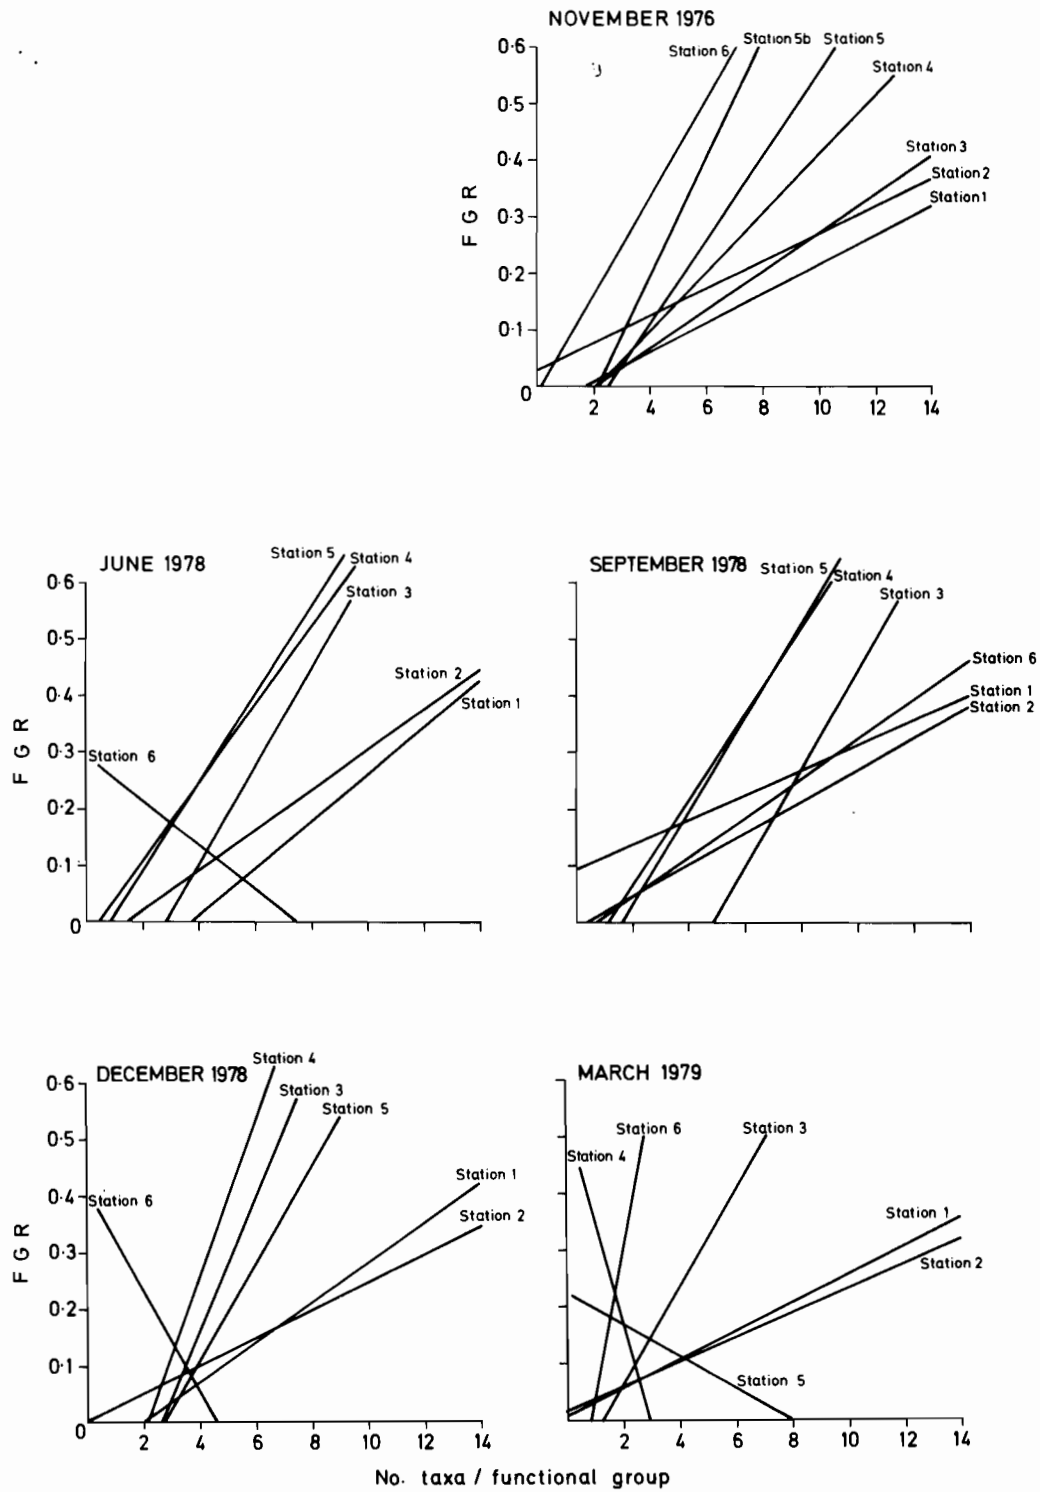 NOVEMBER 1976
Station 6
Station 5b
Station 5
Station 4
Station 3
Station 2
Station 1
F G R
0·6
0·5
0·4
0·3
0·2
0·1
0
2 4 6 8 10 12 14
JUNE 1978
Station 5
Station 4
Station 3
Station 2
Station 1
Station 6
F G R
0·6
0·5
0·4
0·3
0·2
0·1
0
SEPTEMBER 1978
Station 5
Station 4
Station 3
Station 6
Station 1
Station 2
DECEMBER 1978
Station 4
Station 3
Station 5
Station 1
Station 2
Station 6
F G R
0·6
0·5
0·4
0·3
0·2
0·1
0
2 4 6 8 10 12 14
MARCH 1979
Station 6
Station 3
Station 4
Station 1
Station 2
Station 5
2 4 6 8 10 12 14
No. taxa / functional group